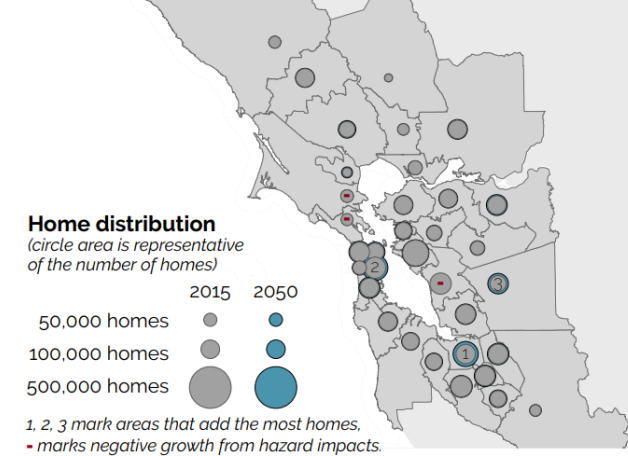 Home distribution
(circle area is representative
of the number of homes)
2015 2050
50,000 homes
100,000 homes
500,000 homes
1, 2, 3 mark areas that add the most homes,
- marks negative growth from hazard impacts.
2
3
1